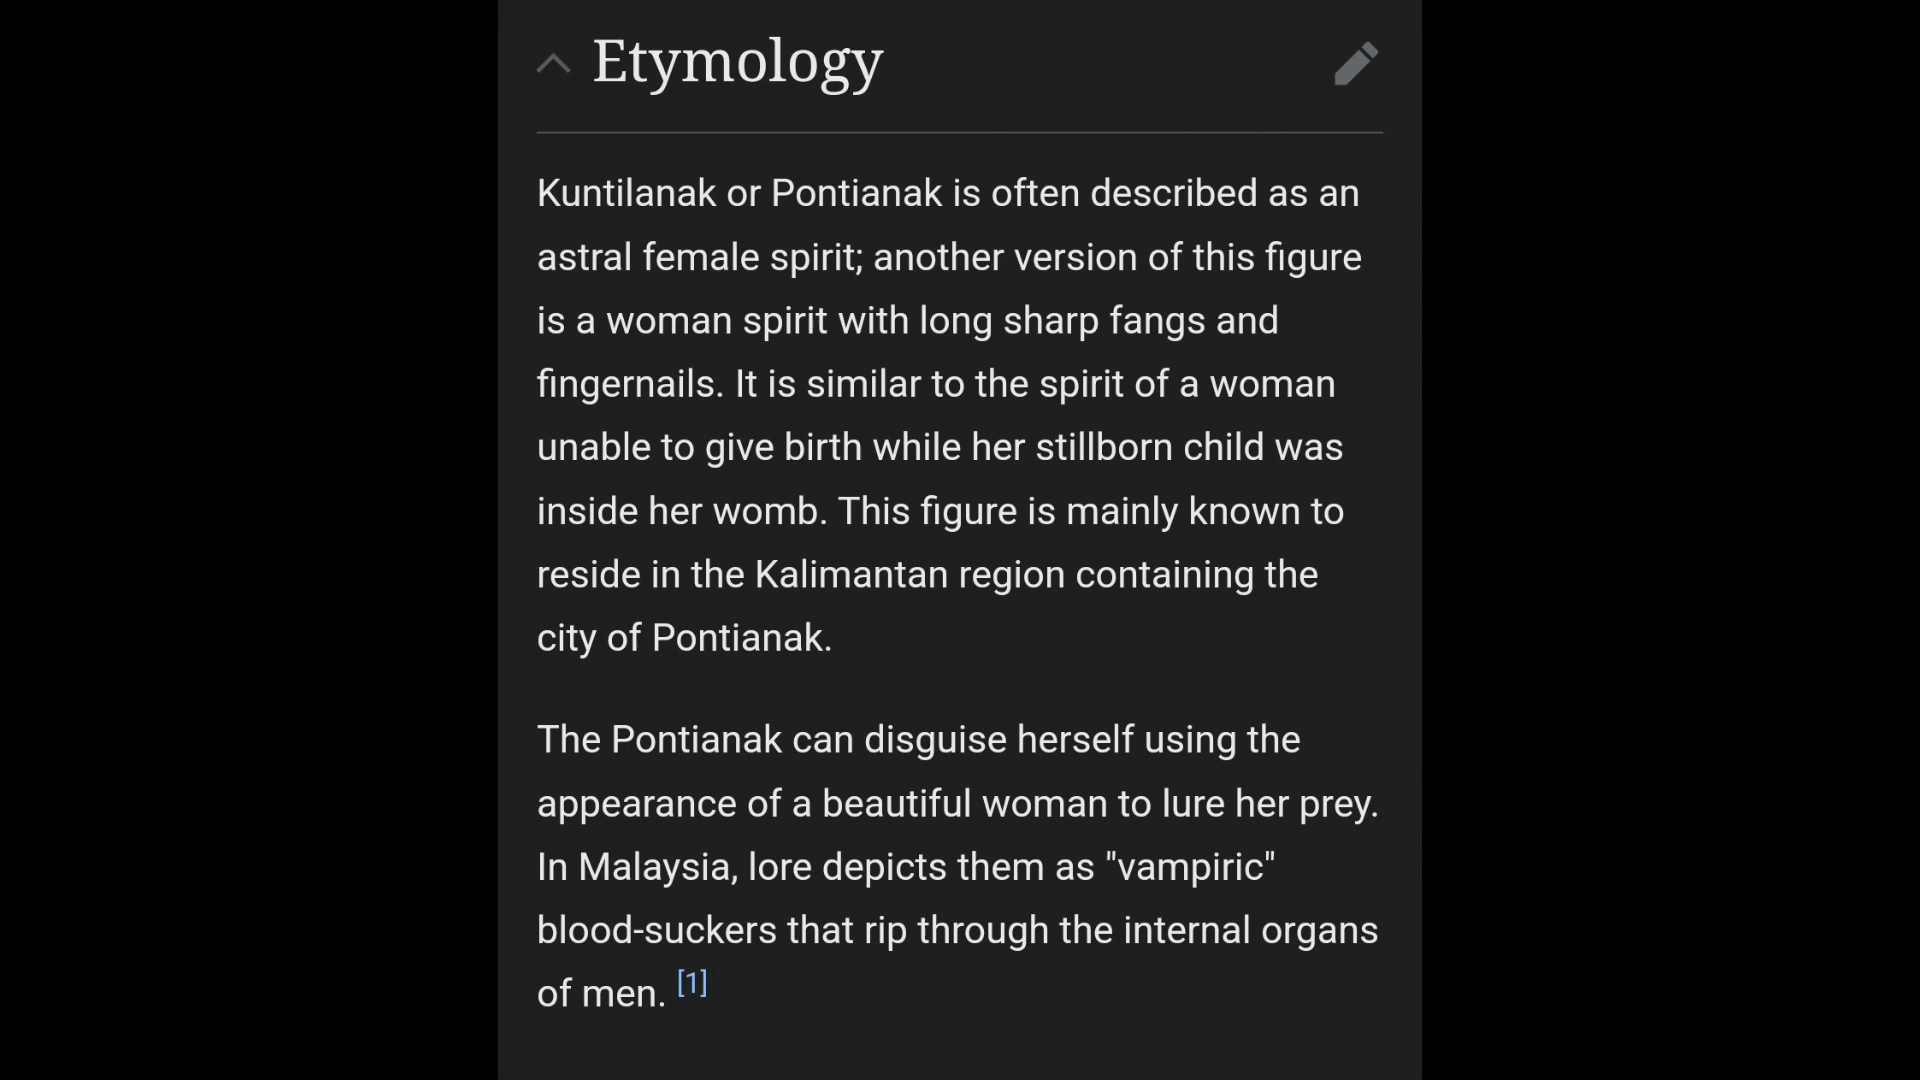 Etymology
Kuntilanak or Pontianak is often described as an
astral female spirit; another version of this figure
is a woman spirit with long sharp fangs and
fingernails. It is similar to the spirit of a woman
unable to give birth while her stillborn child was
inside her womb. This figure is mainly known to
reside in the Kalimantan region containing the
city of Pontianak.
The Pontianak can disguise herself using the
appearance of a beautiful woman to lure her prey.
In Malaysia, lore depicts them as "vampiric"
blood-suckers that rip through the internal organs
of men. [1]